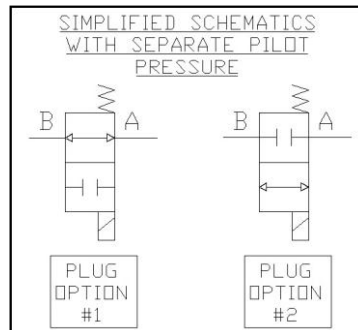 SIMPLIFIED SCHEMATICS
WITH SEPARATE PILOT
PRESSURE
B A
B A
PLUG
OPTION
#1
PLUG
OPTION
#2